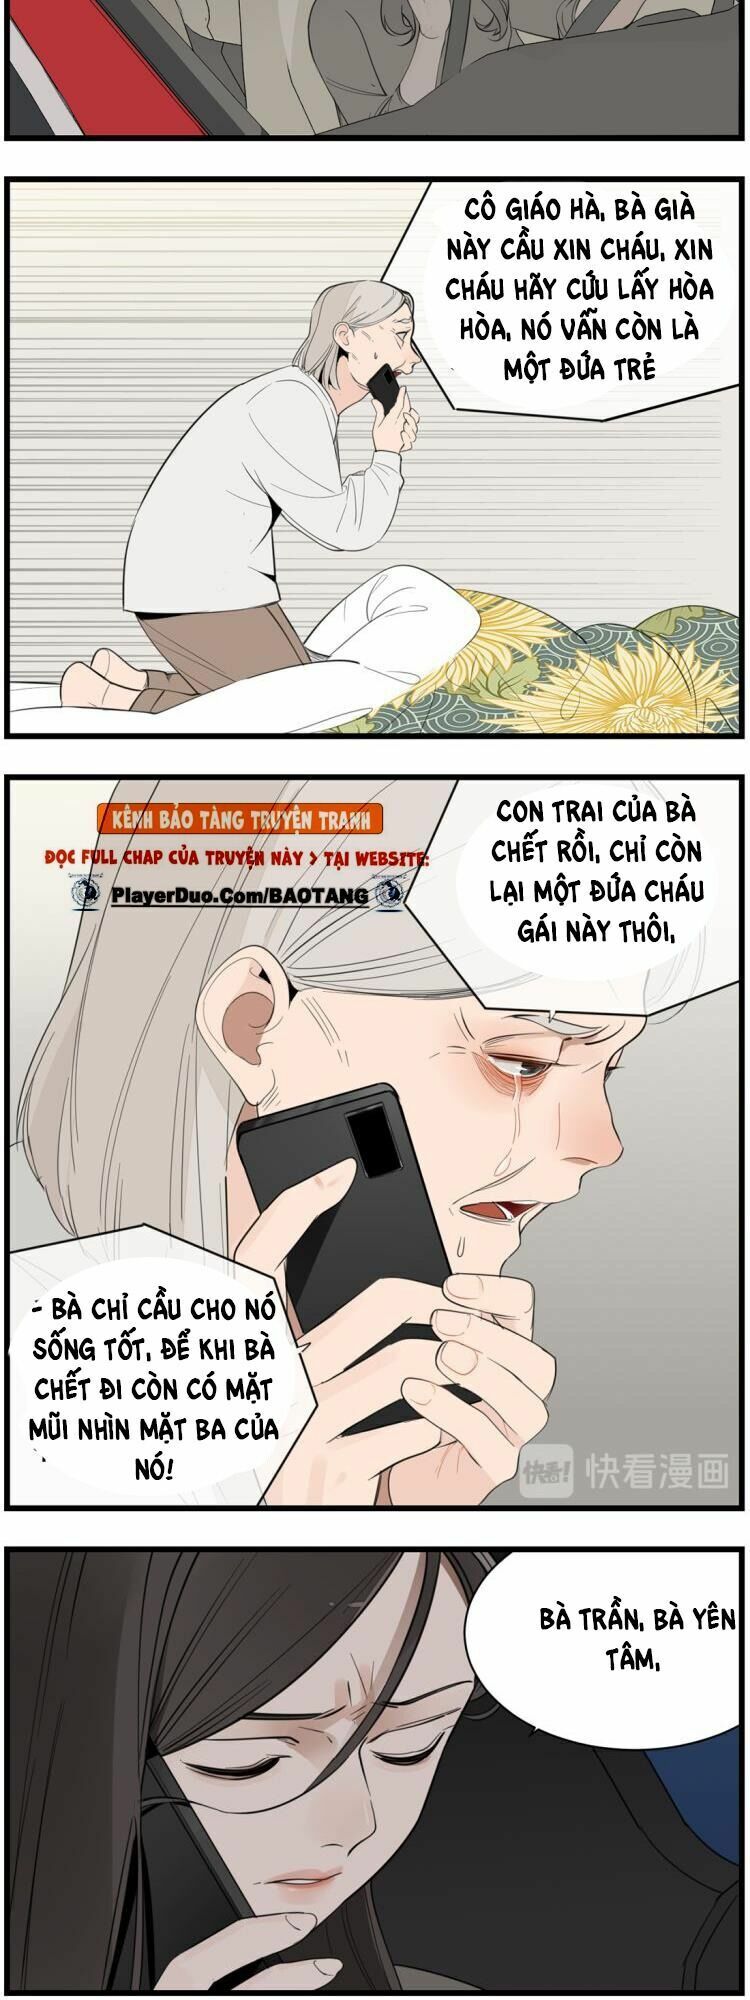 CÔ GIÁO HÀ, BÀ GIÀ
NÀY CẦU XIN CHÁU, XIN
CHÁU HÃY CỨU LẤY HÒA
HÒA, NÓ VẪN CÒN LÀ
MỘT ĐỨA TRẺ
CON TRAI CỦA BÀ
CHẾT RỒI, CHỈ CÒN
LẠI MỘT ĐỨA CHÁU
GÁI NÀY THÔI,
KÊNH BẢO TÀNG TRUYỆN TRANH
ĐỌC FULL CHAP CỦA TRUYỆN NÀY > TẠI WEBSITE:
PlayerDuo.Com/BAOTANG
- BÀ CHỈ CẦU CHO NÓ
SỐNG TỐT, ĐỂ KHI BÀ
CHẾT ĐI CÒN CÓ MẶT
MŨI NHÌN MẶT BA CỦA
NÓ!
快看! 快看漫画
BÀ TRẦN, BÀ YÊN
TÂM,